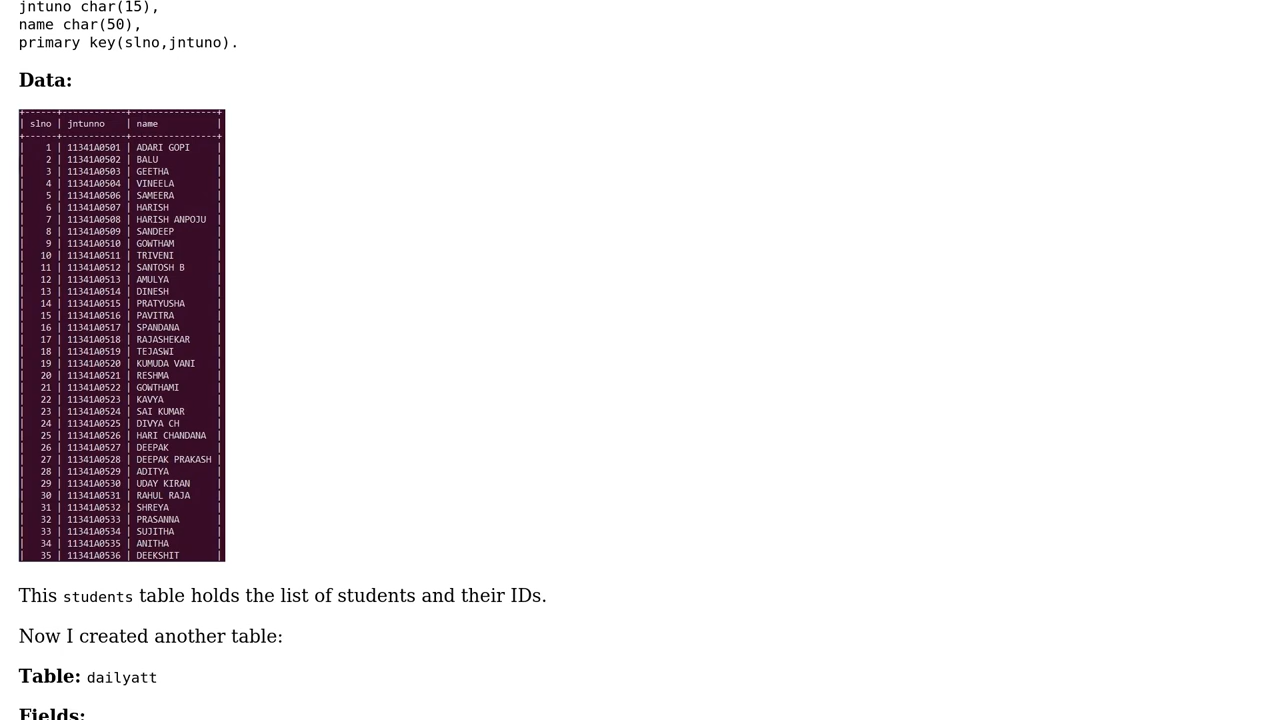 jntuno char(15),
name char(50),
primary key(slno,jntuno).
Data:
+------+------------+----------------+
| slno | jntunno    | name           |
+------+------------+----------------+
|    1 | 11341A0501 | ADARI GOPI     |
|    2 | 11341A0502 | BALU           |
|    3 | 11341A0503 | GEETHA         |
|    4 | 11341A0504 | VINEELA        |
|    5 | 11341A0506 | SAMEERA        |
|    6 | 11341A0507 | HARISH         |
|    7 | 11341A0508 | HARISH ANPOJU  |
|    8 | 11341A0509 | SANDEEP        |
|    9 | 11341A0510 | GOWTHAM        |
|   10 | 11341A0511 | TRIVENI        |
|   11 | 11341A0512 | SANTOSH B      |
|   12 | 11341A0513 | AMULYA         |
|   13 | 11341A0514 | DINESH         |
|   14 | 11341A0515 | PRATYUSHA      |
|   15 | 11341A0516 | PAVITRA        |
|   16 | 11341A0517 | SPANDANA       |
|   17 | 11341A0518 | RAJASHEKAR     |
|   18 | 11341A0519 | TEJASWI        |
|   19 | 11341A0520 | KUMUDA VANI    |
|   20 | 11341A0521 | RESHMA         |
|   21 | 11341A0522 | GOWTHAMI       |
|   22 | 11341A0523 | KAVYA          |
|   23 | 11341A0524 | SAI KUMAR      |
|   24 | 11341A0525 | DIVYA CH       |
|   25 | 11341A0526 | HARI CHANDANA  |
|   26 | 11341A0527 | DEEPAK         |
|   27 | 11341A0528 | DEEPAK PRAKASH |
|   28 | 11341A0529 | ADITYA         |
|   29 | 11341A0530 | UDAY KIRAN     |
|   30 | 11341A0531 | RAHUL RAJA     |
|   31 | 11341A0532 | SHREYA         |
|   32 | 11341A0533 | PRASANNA       |
|   33 | 11341A0534 | SUJITHA        |
|   34 | 11341A0535 | ANITHA         |
|   35 | 11341A0536 | DEEKSHIT       |
This students table holds the list of students and their IDs.
Now I created another table:
Table: dailyatt
Fields: